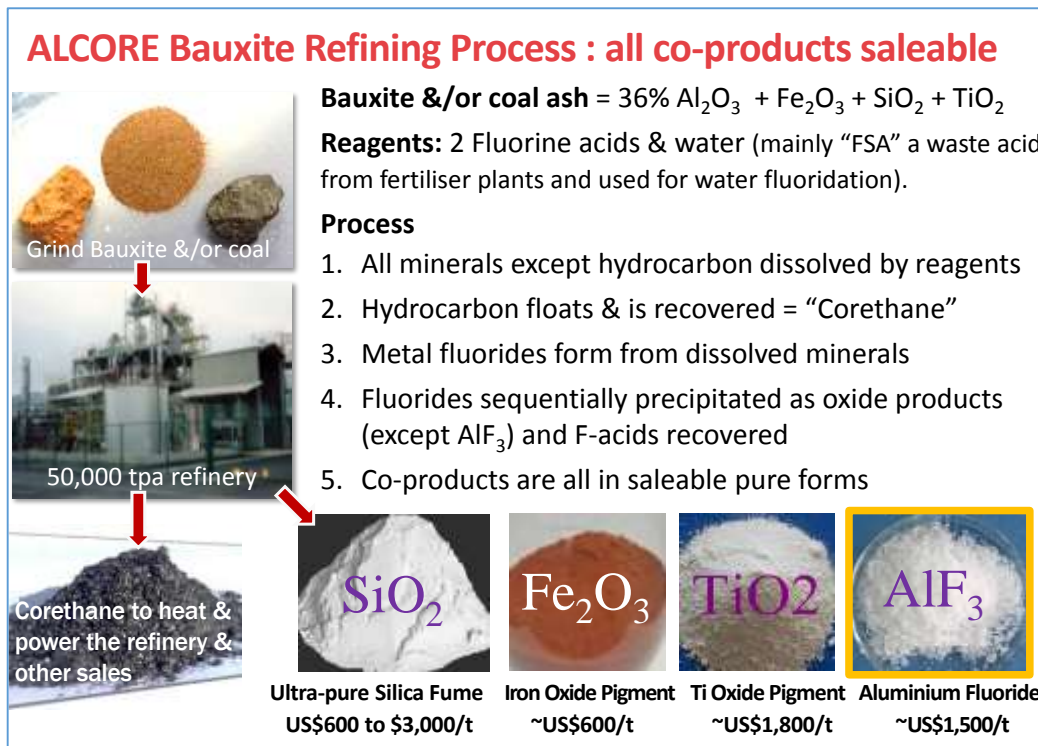 ALCORE Bauxite Refining Process : all co-products saleable
Bauxite &/or coal ash = 36% Al₂O₃ + Fe₂O₃ + SiO₂ + TiO₂
Reagents: 2 Fluorine acids & water (mainly “FSA” a waste acid
from fertiliser plants and used for water fluoridation).
Process
1. All minerals except hydrocarbon dissolved by reagents
2. Hydrocarbon floats & is recovered = “Corethane”
3. Metal fluorides form from dissolved minerals
4. Fluorides sequentially precipitated as oxide products
(except AlF₃) and F-acids recovered
5. Co-products are all in saleable pure forms
Grind Bauxite &/or coal
50,000 tpa refinery
Corethane to heat &
power the refinery &
other sales
SiO₂
Fe₂O₃
TiO2
AlF₃
Ultra-pure Silica Fume
US$600 to $3,000/t
Iron Oxide Pigment
~US$600/t
Ti Oxide Pigment
~US$1,800/t
Aluminium Fluoride
~US$1,500/t